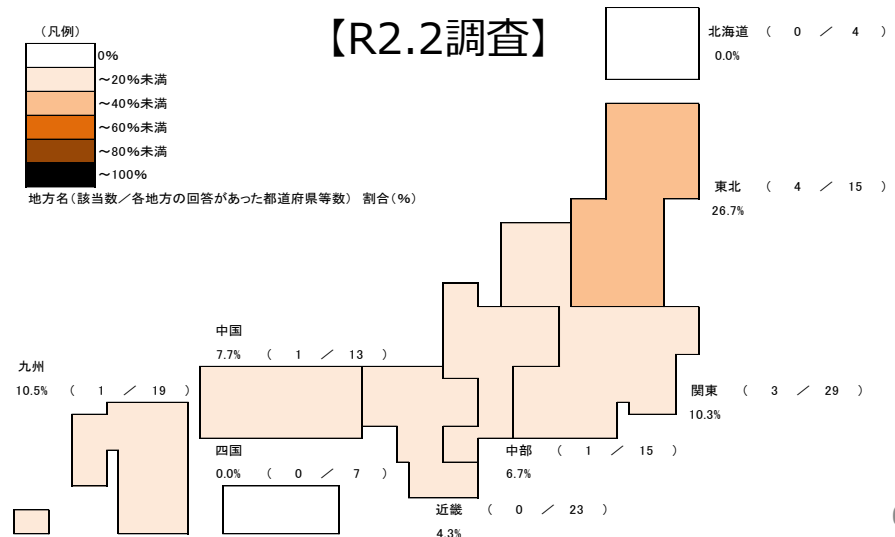 【R2.2調査】
(凡例)
0%
～20%未満
～40%未満
～60%未満
～80%未満
～100%
地方名(該当数／各地方の回答があった都道府県等数) 割合(%)
北海道 ( 0 ／ 4 )
0.0%
東北 ( 4 ／ 15 )
26.7%
中国
7.7% ( 1 ／ 13 )
九州
10.5% ( 1 ／ 19 )
関東 ( 3 ／ 29 )
10.3%
四国
0.0% ( 0 ／ 7 )
中部 ( 1 ／ 15 )
6.7%
近畿 ( 0 ／ 23 )
4.3%